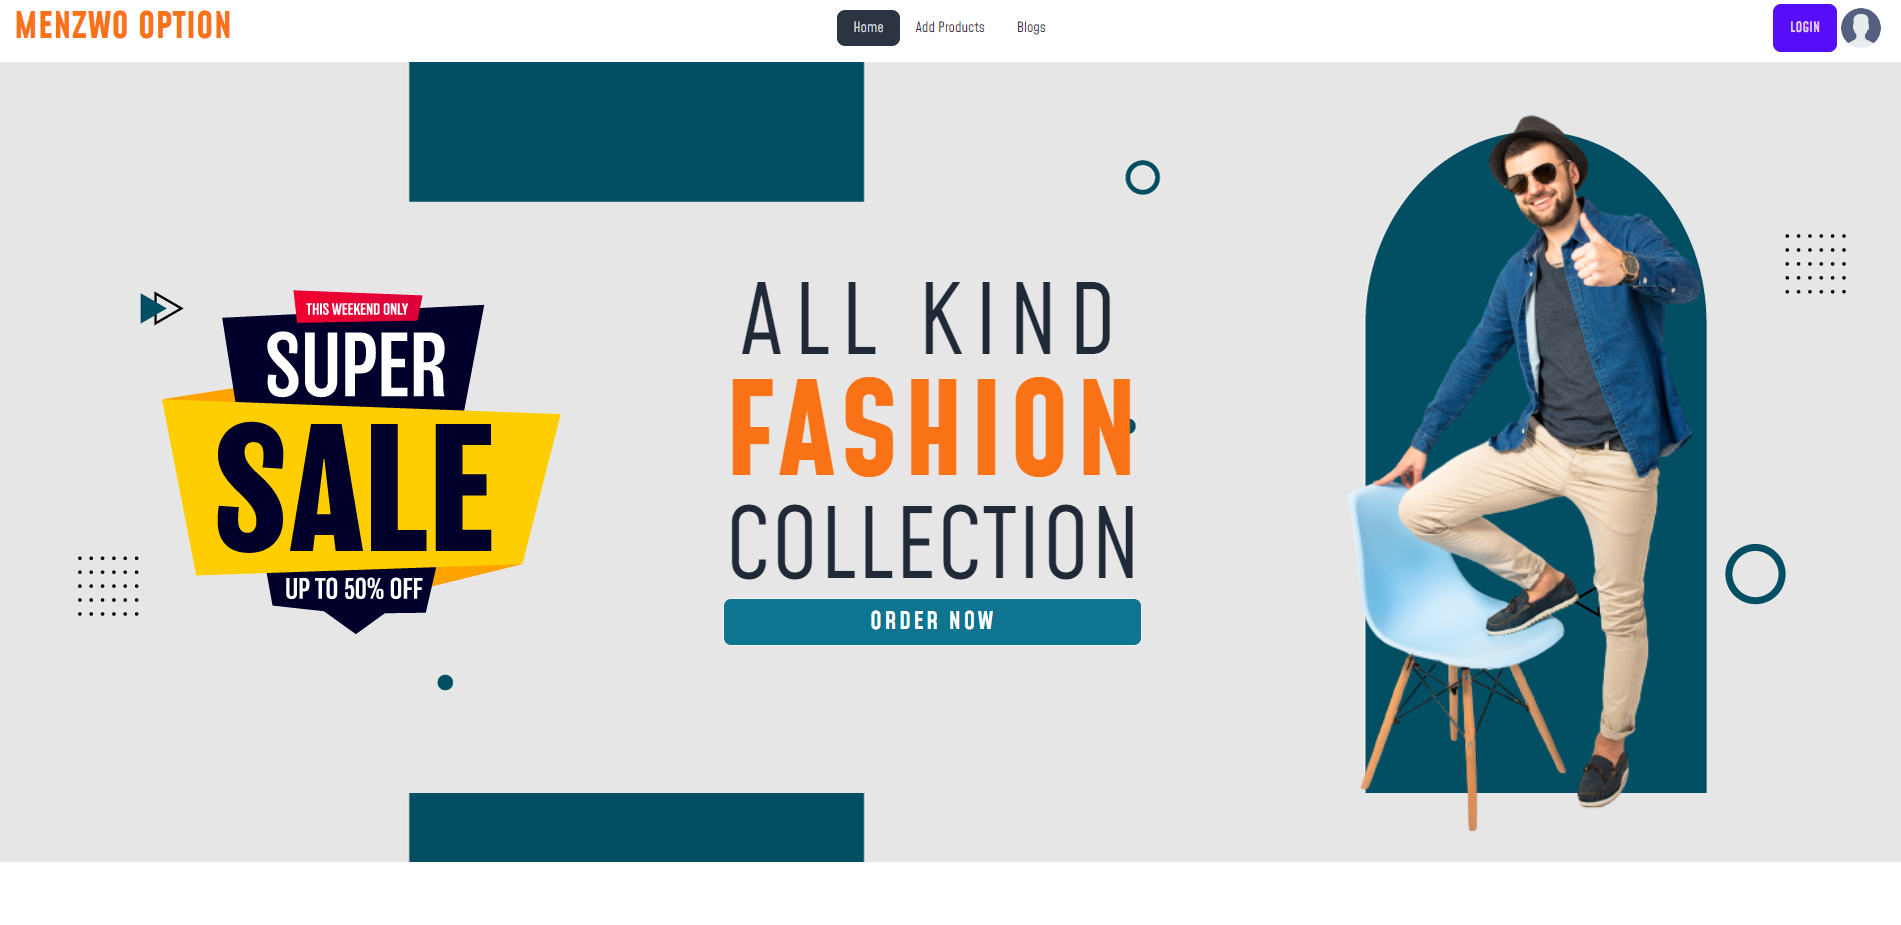 MENZWO OPTION
Home
Add Products
Blogs
LOGIN
THIS WEEKEND ONLY
SUPER
SALE
UP TO 50% OFF
ALL KIND
FASHION
COLLECTION
ORDER NOW